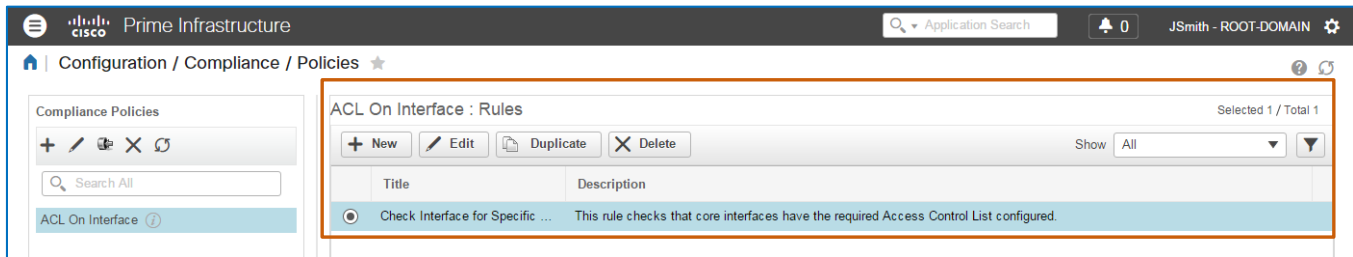 cisco Prime Infrastructure
Application Search
0
JSmith - ROOT-DOMAIN
Configuration / Compliance / Policies
Compliance Policies
Search All
ACL On Interface
ACL On Interface : Rules
Selected 1 / Total 1
New Edit Duplicate Delete
Show All
Title Description
Check Interface for Specific ... This rule checks that core interfaces have the required Access Control List configured.